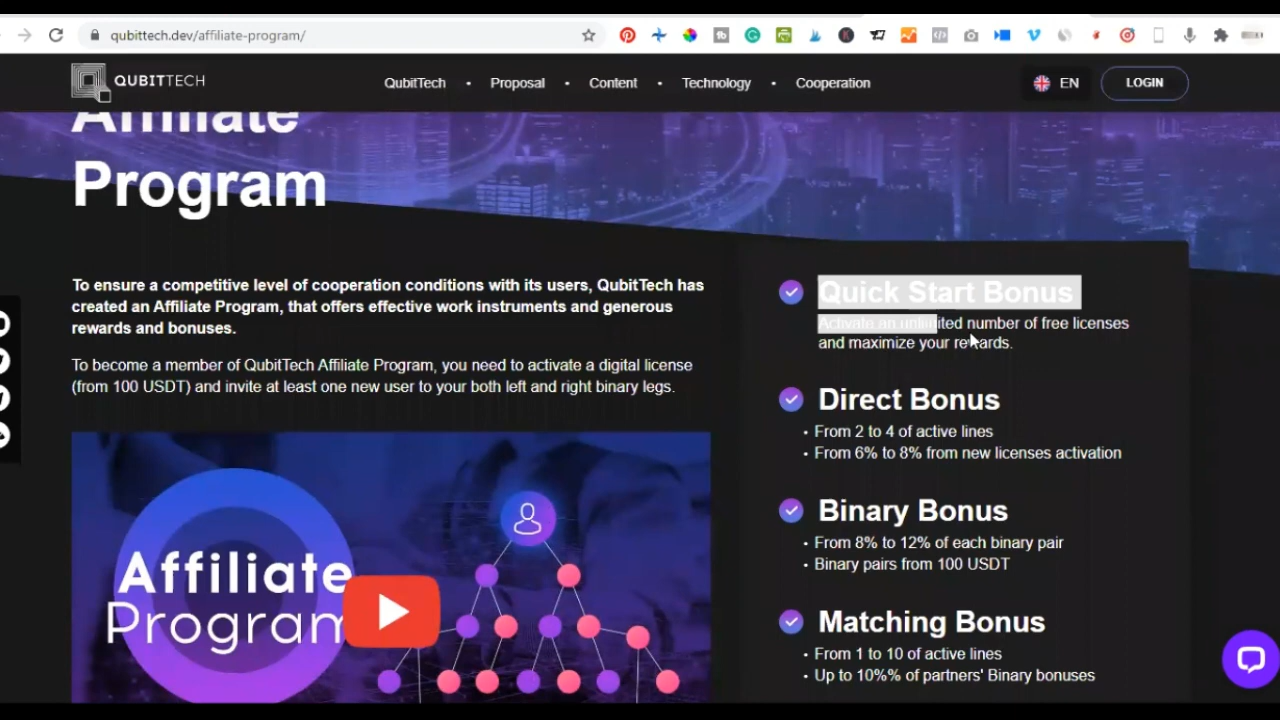 qubittech.dev/affiliate-program/
QUBITTECH
QubitTech • Proposal • Content • Technology • Cooperation
EN
LOGIN
Affiliate
Program
To ensure a competitive level of cooperation conditions with its users, QubitTech has
created an Affiliate Program, that offers effective work instruments and generous
rewards and bonuses.
To become a member of QubitTech Affiliate Program, you need to activate a digital license
(from 100 USDT) and invite at least one new user to your both left and right binary legs.
Affiliate
Program
Quick Start Bonus
Activate an unlimited number of free licenses
and maximize your rewards.
Direct Bonus
• From 2 to 4 of active lines
• From 6% to 8% from new licenses activation
Binary Bonus
• From 8% to 12% of each binary pair
• Binary pairs from 100 USDT
Matching Bonus
• From 1 to 10 of active lines
• Up to 10%% of partners' Binary bonuses